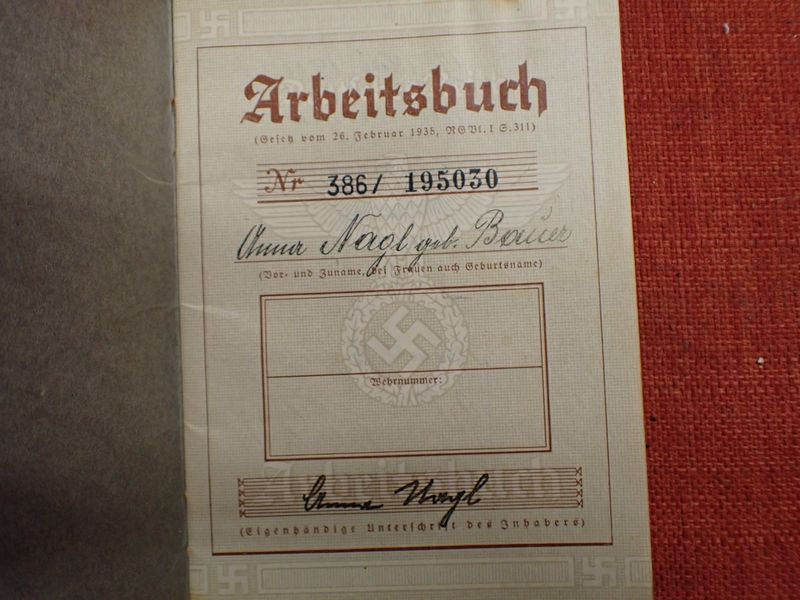 Arbeitsbuch
(Gesetz vom 26. Februar 1935, RGBl. I S. 311)
Nr 386/ 195030
Anna Nagl geb. Bauer
(Vor- und Zuname, bei Frauen auch Geburtsname)
Wehrnummer:
Arbeitsbuch
Anna Nagl
(Eigenhändige Unterschrift des Inhabers)